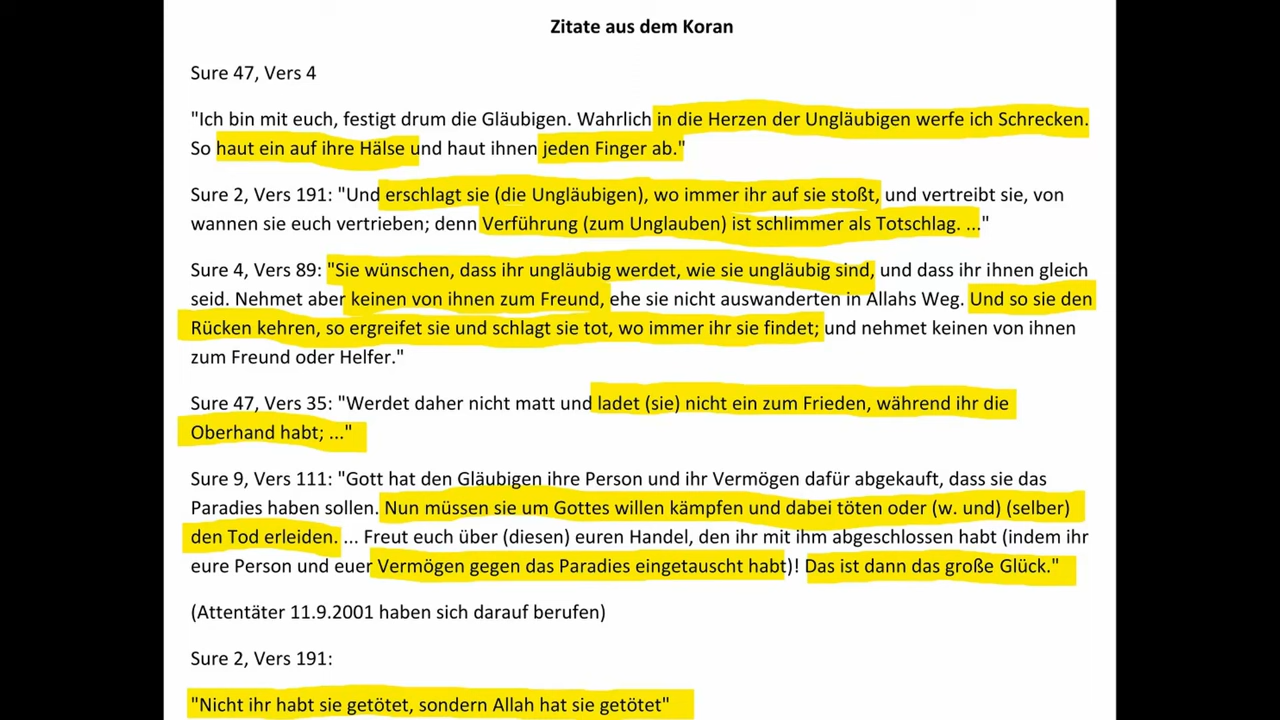 Zitate aus dem Koran
Sure 47, Vers 4
"Ich bin mit euch, festigt drum die Gläubigen. Wahrlich in die Herzen der Ungläubigen werfe ich Schrecken.
So haut ein auf ihre Hälse und haut ihnen jeden Finger ab."
Sure 2, Vers 191: "Und erschlagt sie (die Ungläubigen), wo immer ihr auf sie stoßt, und vertreibt sie, von
wannen sie euch vertrieben; denn Verführung (zum Unglauben) ist schlimmer als Totschlag. ..."
Sure 4, Vers 89: "Sie wünschen, dass ihr ungläubig werdet, wie sie ungläubig sind, und dass ihr ihnen gleich
seid. Nehmet aber keinen von ihnen zum Freund, ehe sie nicht auswanderten in Allahs Weg. Und so sie den
Rücken kehren, so ergreifet sie und schlagt sie tot, wo immer ihr sie findet; und nehmet keinen von ihnen
zum Freund oder Helfer."
Sure 47, Vers 35: "Werdet daher nicht matt und ladet (sie) nicht ein zum Frieden, während ihr die
Oberhand habt; ..."
Sure 9, Vers 111: "Gott hat den Gläubigen ihre Person und ihr Vermögen dafür abgekauft, dass sie das
Paradies haben sollen. Nun müssen sie um Gottes willen kämpfen und dabei töten oder (w. und) (selber)
den Tod erleiden. ... Freut euch über (diesen) euren Handel, den ihr mit ihm abgeschlossen habt (indem ihr
eure Person und euer Vermögen gegen das Paradies eingetauscht habt)! Das ist dann das große Glück."
(Attentäter 11.9.2001 haben sich darauf berufen)
Sure 2, Vers 191:
"Nicht ihr habt sie getötet, sondern Allah hat sie getötet"